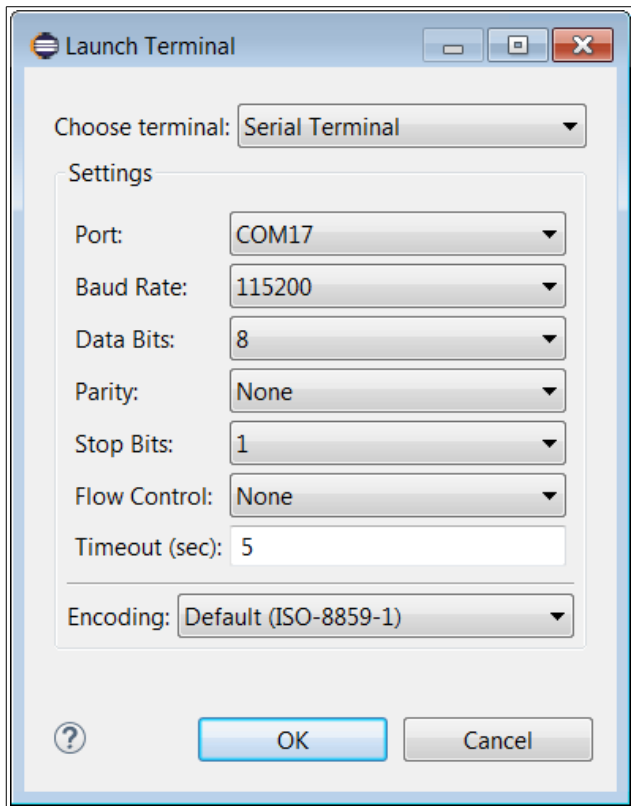 Launch Terminal
Choose terminal: Serial Terminal
Settings
Port: COM17
Baud Rate: 115200
Data Bits: 8
Parity: None
Stop Bits: 1
Flow Control: None
Timeout (sec): 5
Encoding: Default (ISO-8859-1)
? OK Cancel